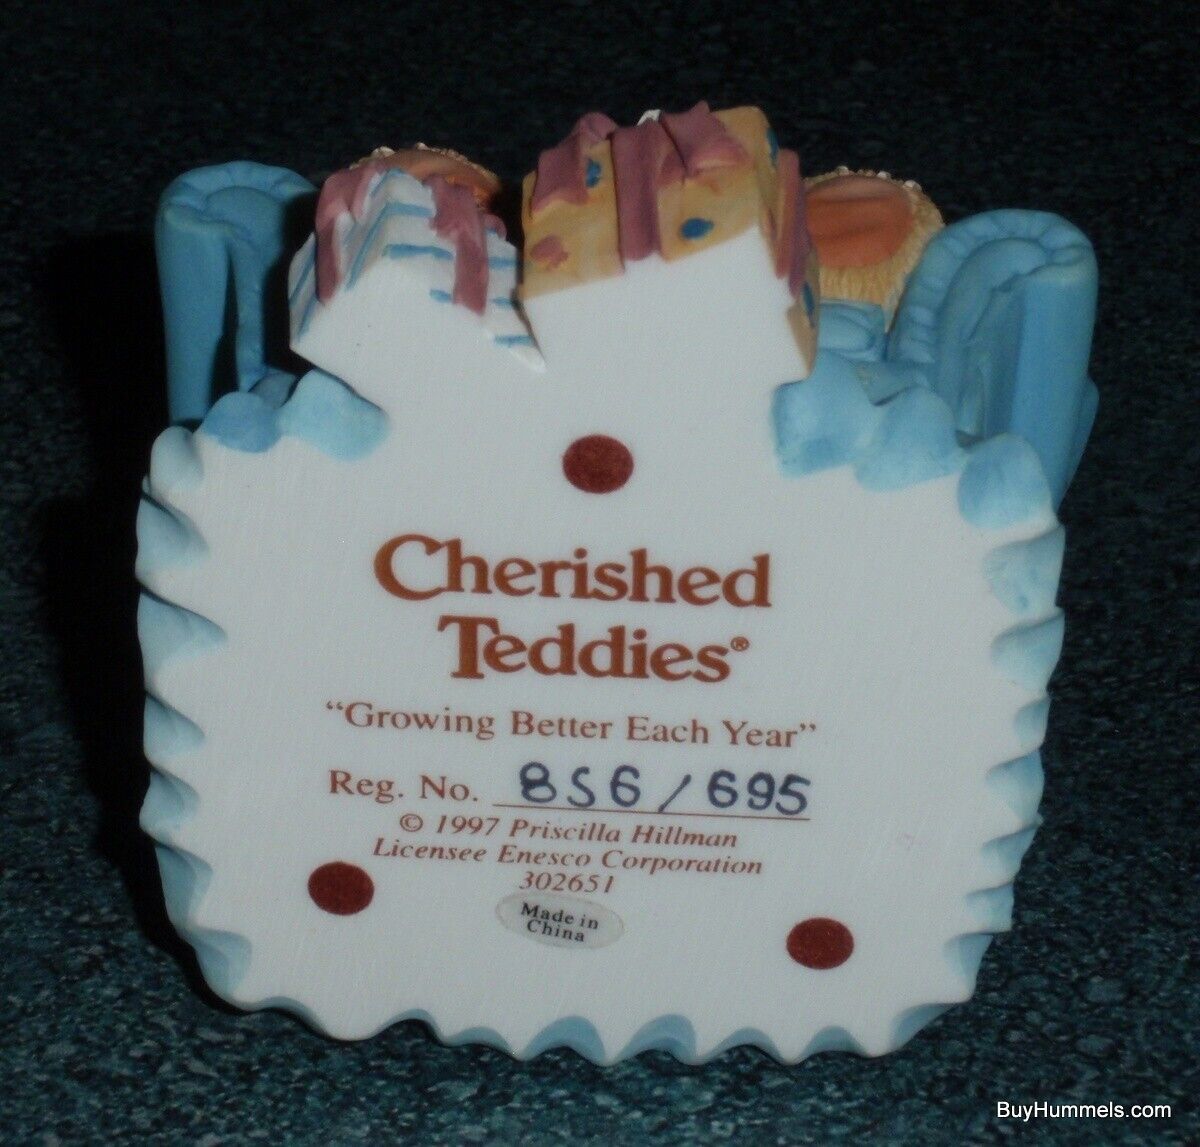 Cherished
Teddies®
"Growing Better Each Year"
Reg. No. 8S6/695
© 1997 Priscilla Hillman
Licensee Enesco Corporation
302651
Made in
China
BuyHummels.com